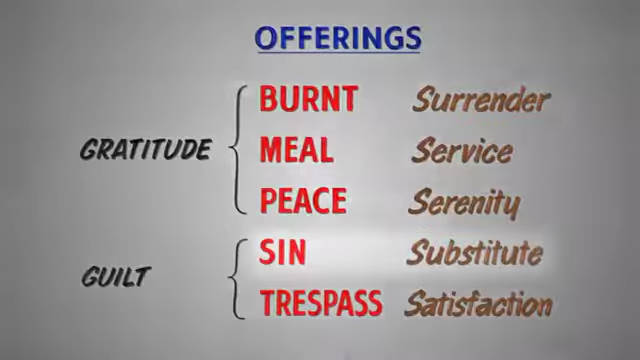 OFFERINGS
BURNT Surrender
GRATITUDE MEAL Service
PEACE Serenity
SIN Substitute
GUILT
TRESPASS Satisfaction